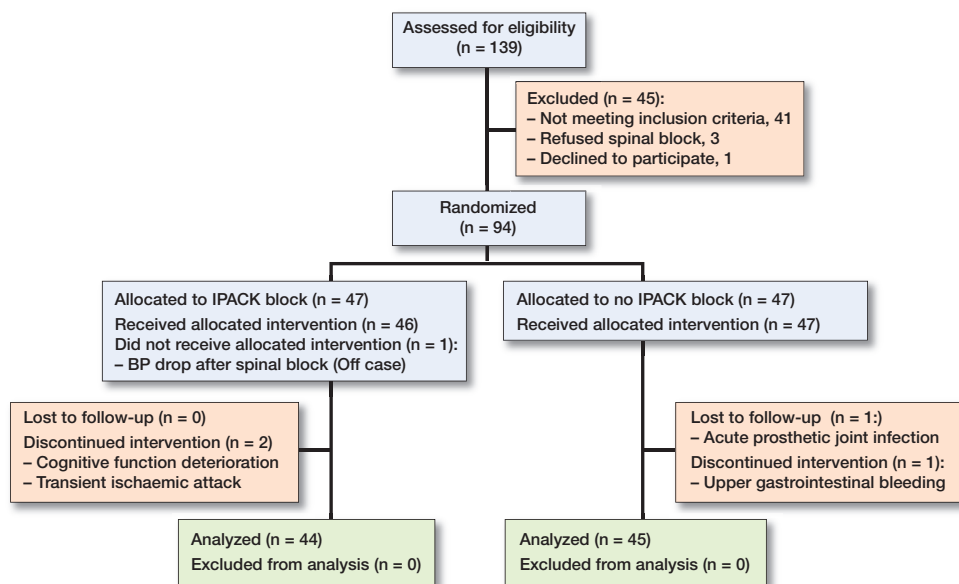 Assessed for eligibility
(n = 139)
Excluded (n = 45):
– Not meeting inclusion criteria, 41
– Refused spinal block, 3
– Declined to participate, 1
Randomized
(n = 94)
Allocated to IPACK block (n = 47)
Received allocated intervention (n = 46)
Did not receive allocated intervention (n = 1):
– BP drop after spinal block (Off case)
Allocated to no IPACK block (n = 47)
Received allocated intervention (n = 47)
Lost to follow-up (n = 0)
Discontinued intervention (n = 2)
– Cognitive function deterioration
– Transient ischaemic attack
Lost to follow-up (n = 1:)
– Acute prosthetic joint infection
Discontinued intervention (n = 1):
– Upper gastrointestinal bleeding
Analyzed (n = 44)
Excluded from analysis (n = 0)
Analyzed (n = 45)
Excluded from analysis (n = 0)